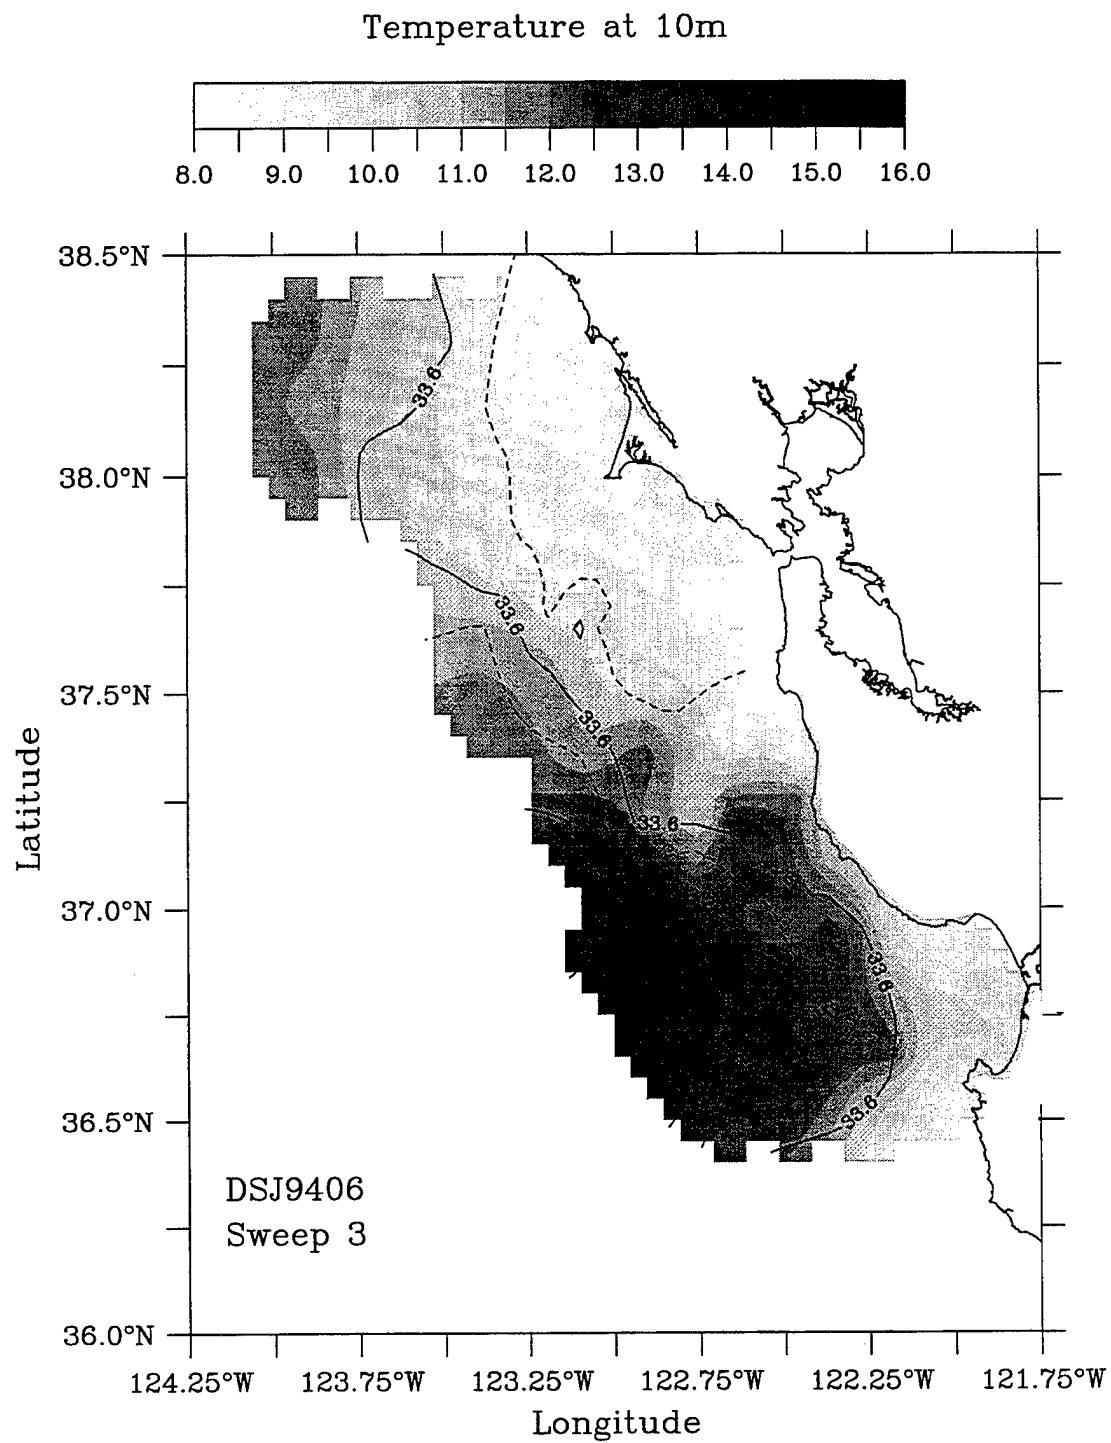 Temperature at 10m
8.0 9.0 10.0 11.0 12.0 13.0 14.0 15.0 16.0
38.5°N
33.6
38.0°N
33.6
37.5°N
33.6
33.6
Latitude
37.0°N
33.6
36.5°N
33.6
DSJ9406
Sweep 3
36.0°N
124.25°W 123.75°W 123.25°W 122.75°W 122.25°W 121.75°W
Longitude